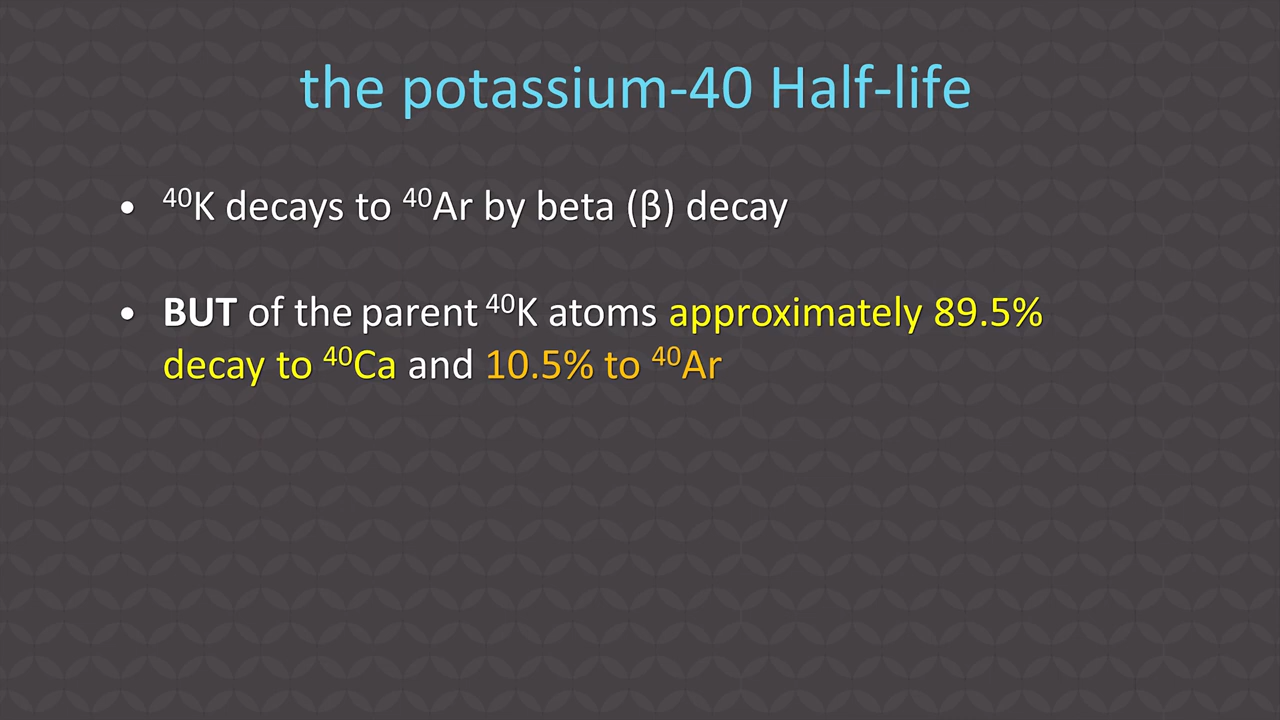 the potassium-40 Half-life
• ⁴⁰K decays to ⁴⁰Ar by beta (β) decay
• BUT of the parent ⁴⁰K atoms approximately 89.5%
decay to ⁴⁰Ca and 10.5% to ⁴⁰Ar